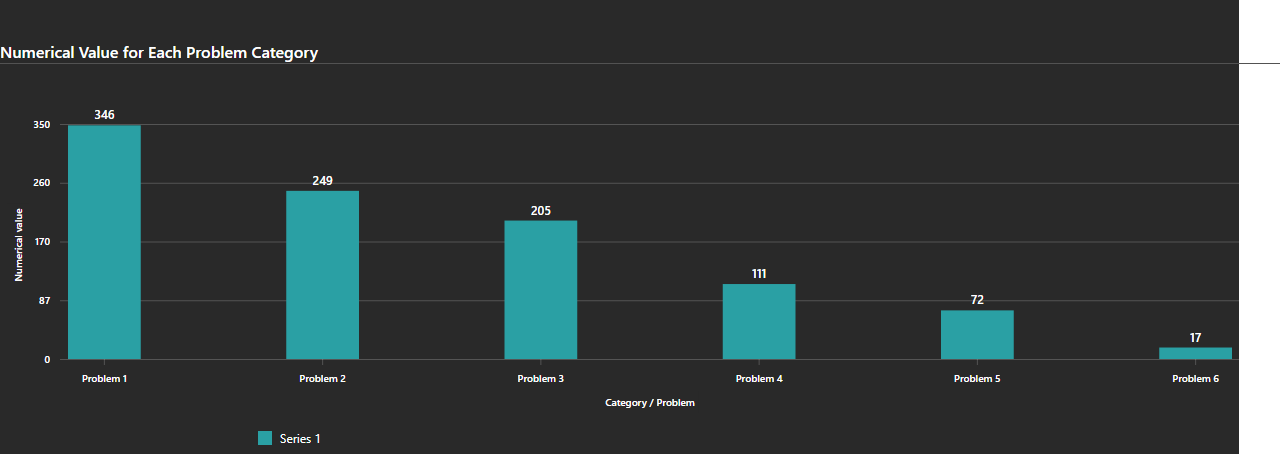 Numerical Value for Each Problem Category
346
350
249
260
205
Numerical value
170
111
87
72
17
0
Problem 1 Problem 2 Problem 3 Problem 4 Problem 5 Problem 6
Category / Problem
Series 1